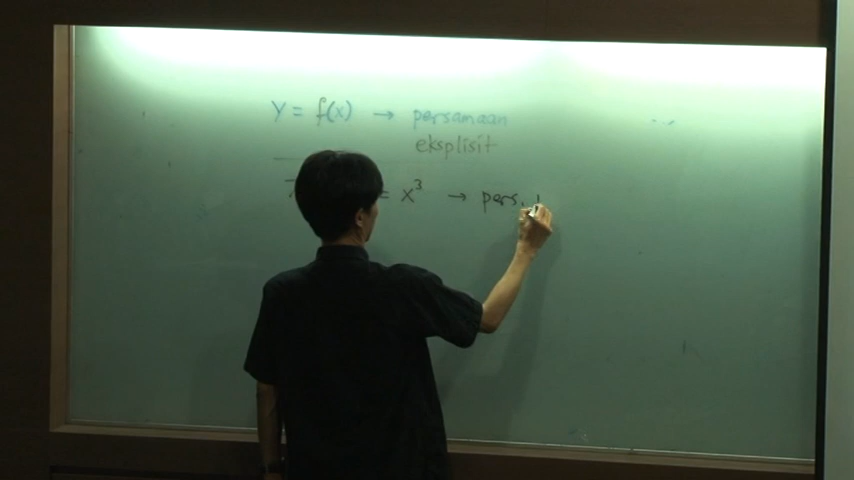 Y = f(x) → persamaan
eksplisit
= x³ → pers.